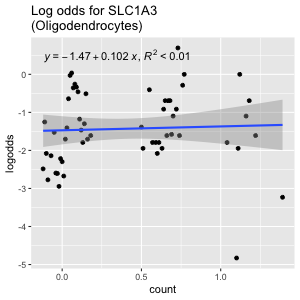 Log odds for SLC1A3
(Oligodendrocytes)
y = −1.47 + 0.102 x, R² < 0.01
0
-1
-2
-3
-4
-5
logodds
0.0
0.5
1.0
count